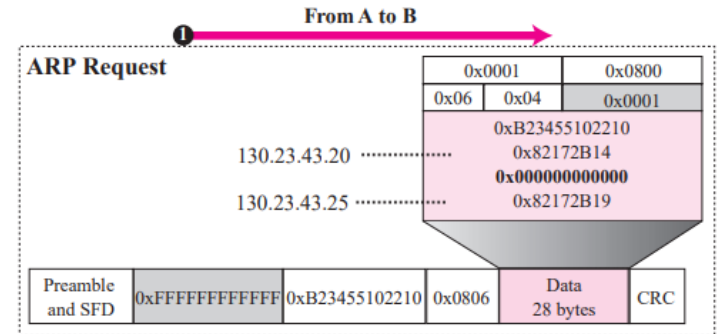 From A to B
1
ARP Request
0x0001 0x0800
0x06 0x04 0x0001
0xB23455102210
130.23.43.20 0x82172B14
0x000000000000
130.23.43.25 0x82172B19
Preamble and SFD 0xFFFFFFFFFFFF 0xB23455102210 0x0806 Data 28 bytes CRC